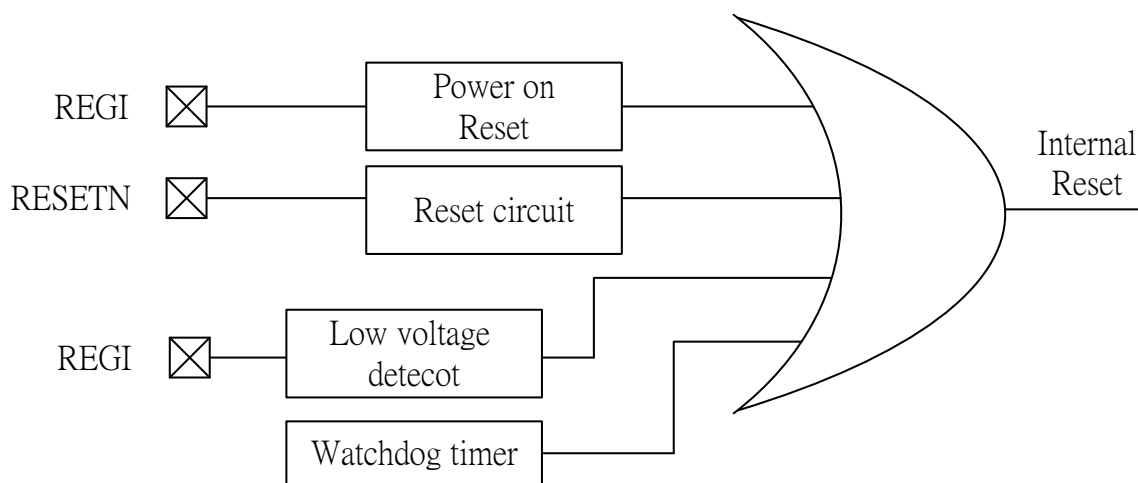 REGI
Power on
Reset
RESETN
Reset circuit
Internal
Reset
REGI
Low voltage
detecot
Watchdog timer